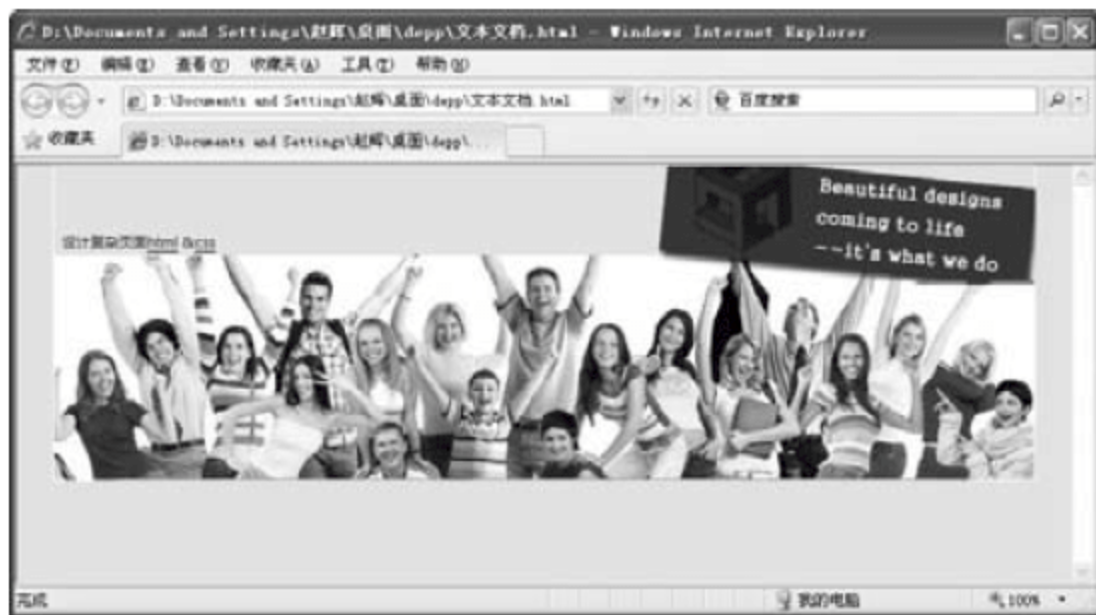 D:\Documents and Settings\赵辉\桌面\depp\文本文档.html - Windows Internet Explorer
文件(F) 编辑(E) 查看(V) 收藏夹(A) 工具(T) 帮助(H)
D:\Documents and Settings\赵辉\桌面\depp\文本文档.html 百度搜索
收藏夹 D:\Documents and Settings\赵辉\桌面\depp\...
Beautiful designs
coming to life
--it's what we do
设计复杂页面html &css
完成 我的电脑 100%